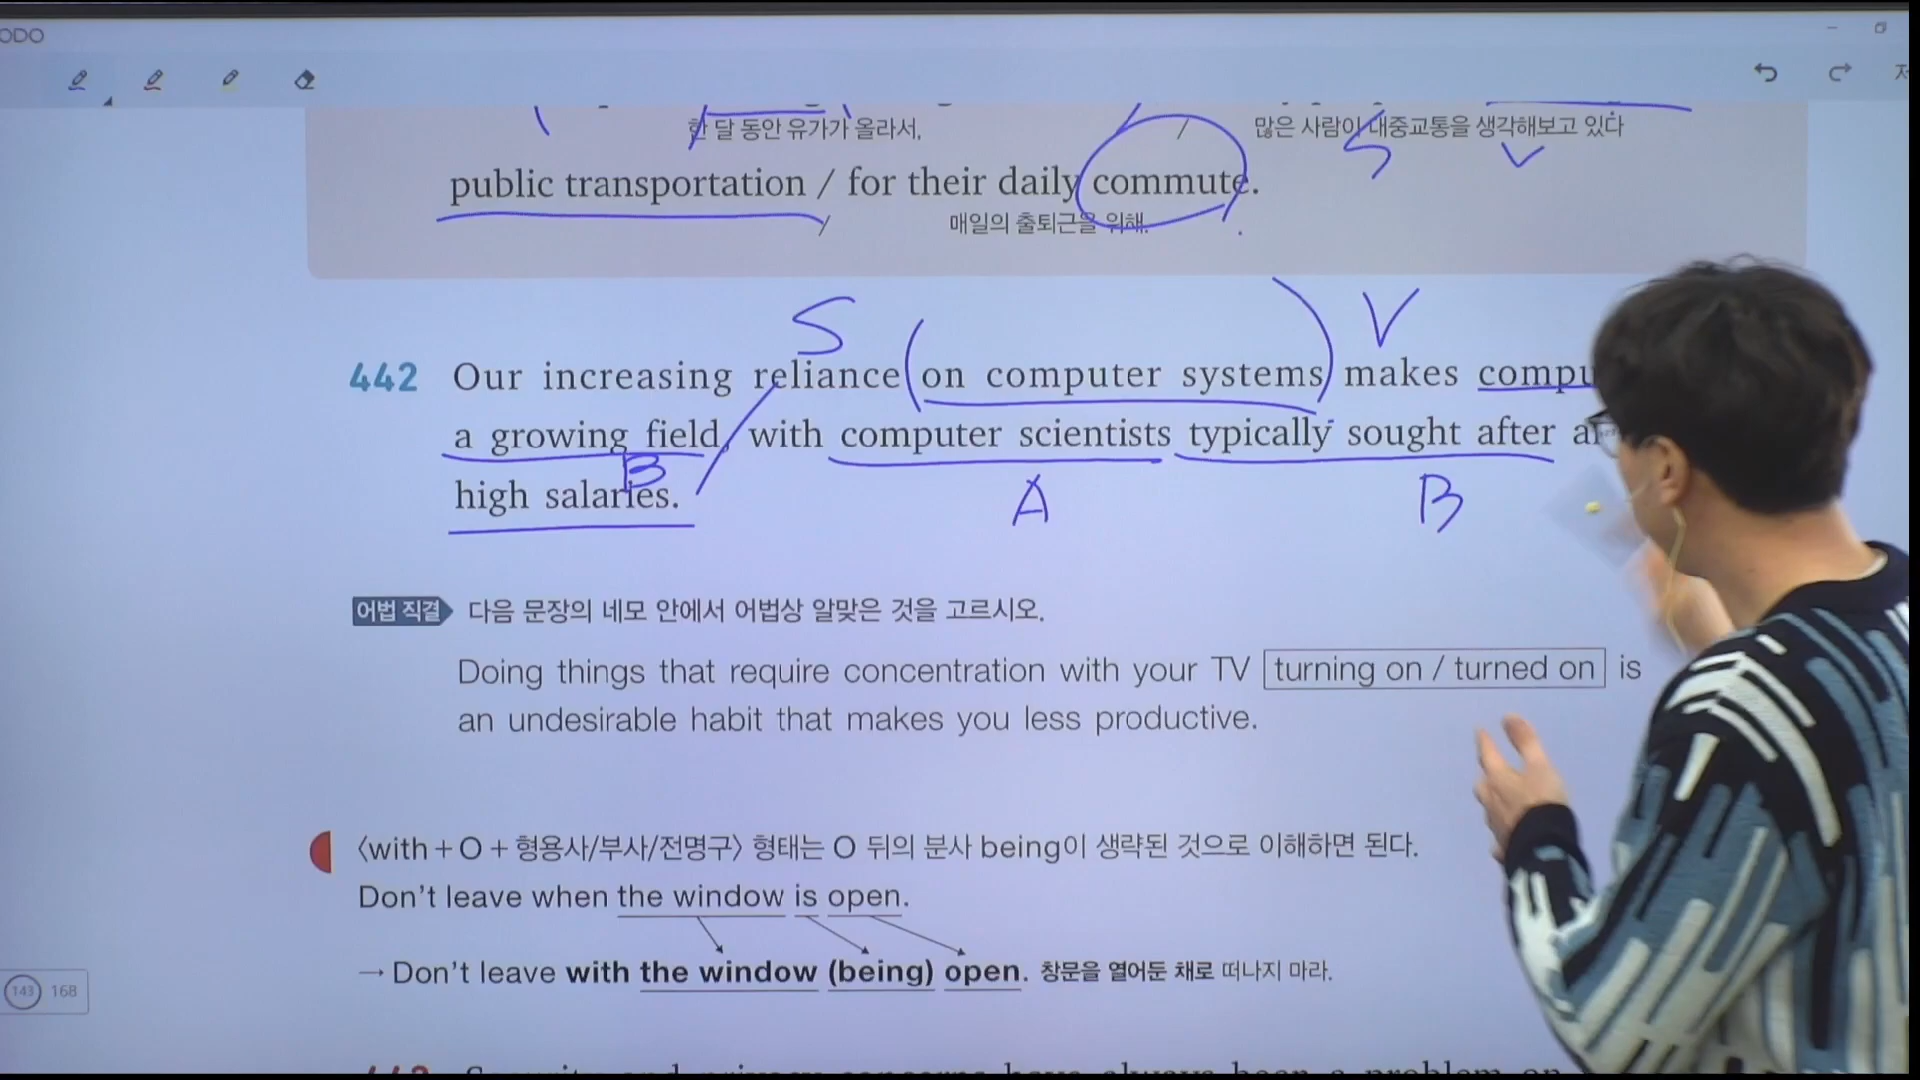 ODO
한 달 동안 유가가 올라서,
많은 사람이 대중교통을 생각해보고 있다
public transportation / for their daily commute.
매일의 출퇴근을 위해.
S V
S V
442 Our increasing reliance (on computer systems) makes
a growing field, with computer scientists typically sought after
B
high salaries.
A B
어법 직결 다음 문장의 네모 안에서 어법상 알맞은 것을 고르시오.
Doing things that require concentration with your TV turning on / turned on is
an undesirable habit that makes you less productive.
〈with + O + 형용사/부사/전명구〉 형태는 O 뒤의 분사 being이 생략된 것으로 이해하면 된다.
Don't leave when the window is open.
→ Don't leave with the window (being) open. 창문을 열어둔 채로 떠나지 마라.
143 168